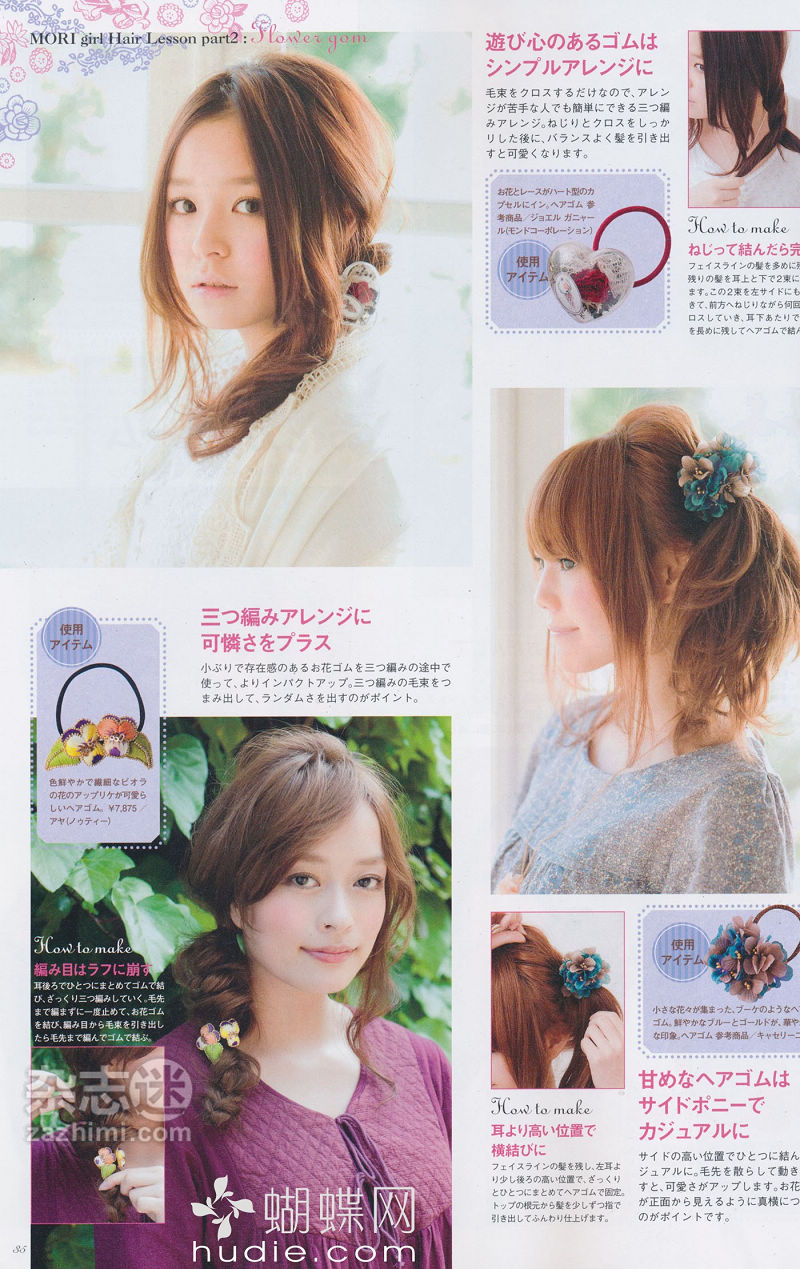 MORI girl Hair Lesson part2 : Flower gom
遊び心のあるゴムは
シンプルアレンジに
毛束をクロスするだけなので、アレン
ジが苦手な人でも簡単にできる三つ編
みアレンジ。ねじりとクロスをしっか
りした後に、バランスよく髪を引き出
すと可愛くなります。
お花とレースがハート型のカ
プセルにイン。ヘアゴム 参
考商品／ジョエル ガニャー
ル(モンドコーポレーション)
使用
アイテム
How to make
ねじって結んだら完
フェイスラインの髪を多めに残
残りの髪を耳上と下で2束に
ます。この2束を左サイドにも
きて、前方へねじりながら何回
ロスしていき、耳下あたりで
を長めに残してヘアゴムで結ん
使用
アイテム
色鮮やかで繊細なビオラ
の花のアップリケが可愛ら
しいヘアゴム。¥7,875／
アヤ(ノゥティー)
三つ編みアレンジに
可憐さをプラス
小ぶりで存在感のあるお花ゴムを三つ編みの途中で
使って、よりインパクトアップ。三つ編みの毛束をつ
まみ出して、ランダムさを出すのがポイント。
How to make
編み目はラフに崩す
耳後ろでひとつにまとめてゴムで結
び、ざっくり三つ編みしていく。毛先
まで編まずに一度止めて、お花ゴム
を結び、編み目から毛束を引き出し
たら毛先まで編んでゴムで結ぶ。
How to make
耳より高い位置で
横結びに
フェイスラインの髪を残し、左耳よ
り少し後ろの高い位置で、ざっくり
とひとつにまとめてヘアゴムで固定。
トップの根元から髪を少しずつ指で
引き出してふんわり仕上げます。
使用
アイテム
小さな花々が集まった、ブーケのようなヘア
ゴム。鮮やかなブルーとゴールドが、華や
な印象。ヘアゴム 参考商品／キャセリーニ
甘めなヘアゴムは
サイドポニーで
カジュアルに
サイドの高い位置でひとつに結ん
ジュアルに。毛先を散らして動き
すと、可愛さがアップします。お花
が正面から見えるように真横につ
のがポイントです。
杂志迷
zazhimi.com
蝴蝶网
hudie.com
85